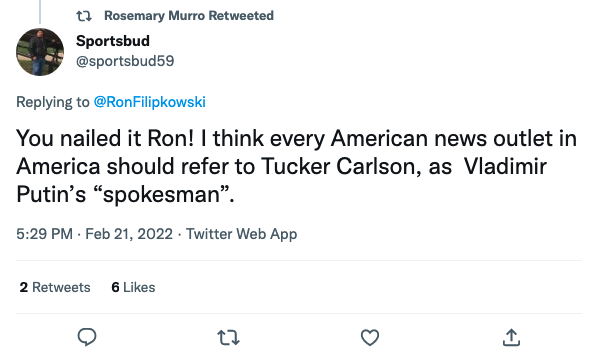 Rosemary Murro Retweeted
Sportsbud
@sportsbud59
Replying to @RonFilipkowski
You nailed it Ron! I think every American news outlet in
America should refer to Tucker Carlson, as  Vladimir
Putin’s “spokesman”.
5:29 PM · Feb 21, 2022 · Twitter Web App
2 Retweets 6 Likes